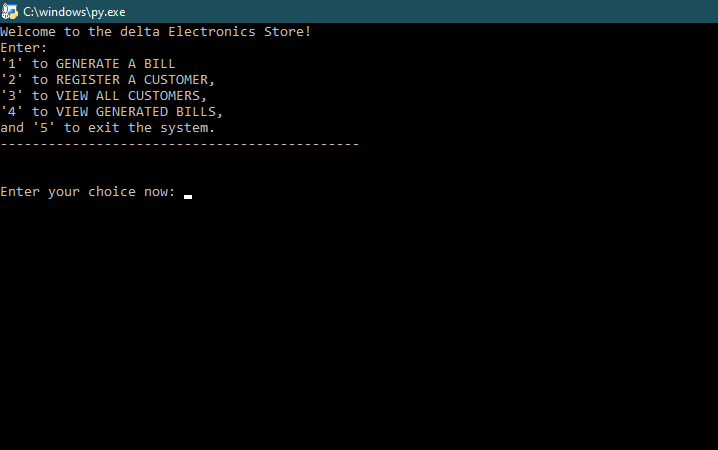 C:\windows\py.exe
Welcome to the delta Electronics Store!
Enter:
'1' to GENERATE A BILL
'2' to REGISTER A CUSTOMER,
'3' to VIEW ALL CUSTOMERS,
'4' to VIEW GENERATED BILLS,
and '5' to exit the system.
---------------------------------------------
Enter your choice now: